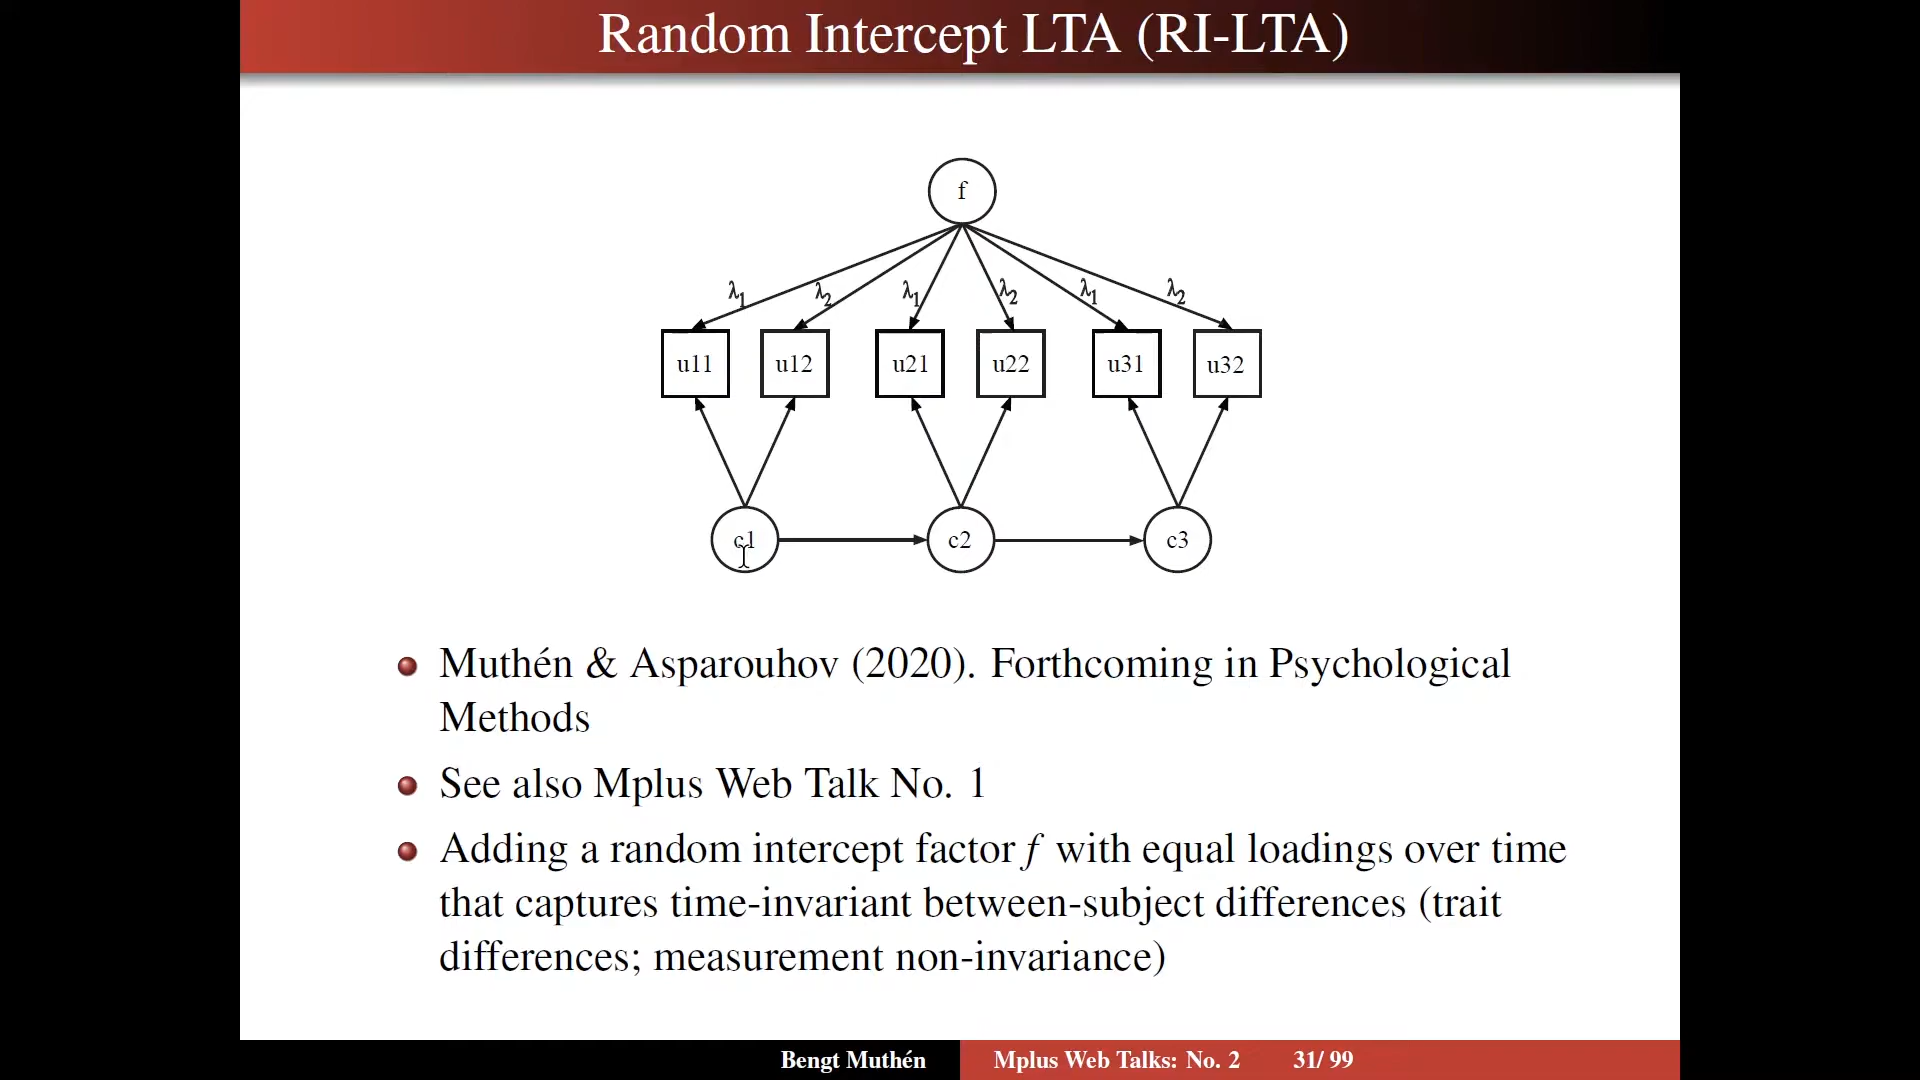 Random Intercept LTA (RI-LTA)
f
λ1 λ2 λ1 λ2 λ1 λ2
u11 u12 u21 u22 u31 u32
c1 c2 c3
Muthén & Asparouhov (2020). Forthcoming in Psychological
Methods
See also Mplus Web Talk No. 1
Adding a random intercept factor f with equal loadings over time
that captures time-invariant between-subject differences (trait
differences; measurement non-invariance)
Bengt Muthén Mplus Web Talks: No. 2 31/ 99